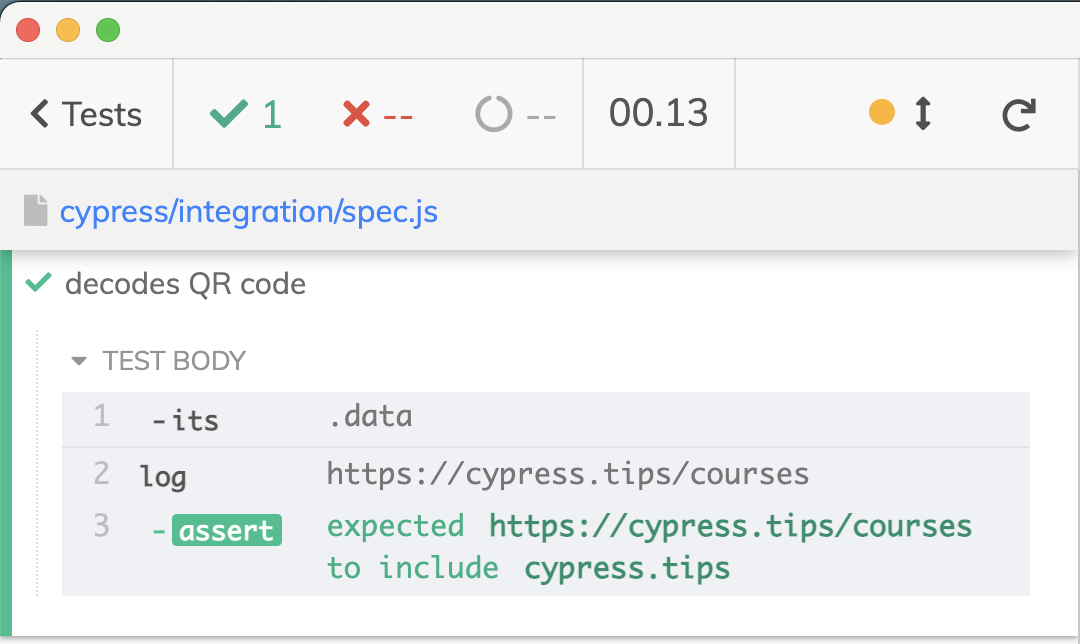 Tests 1 -- -- 00.13
cypress/integration/spec.js
decodes QR code
TEST BODY
1 -its .data
2 log https://cypress.tips/courses
3 -assert expected https://cypress.tips/courses
to include cypress.tips